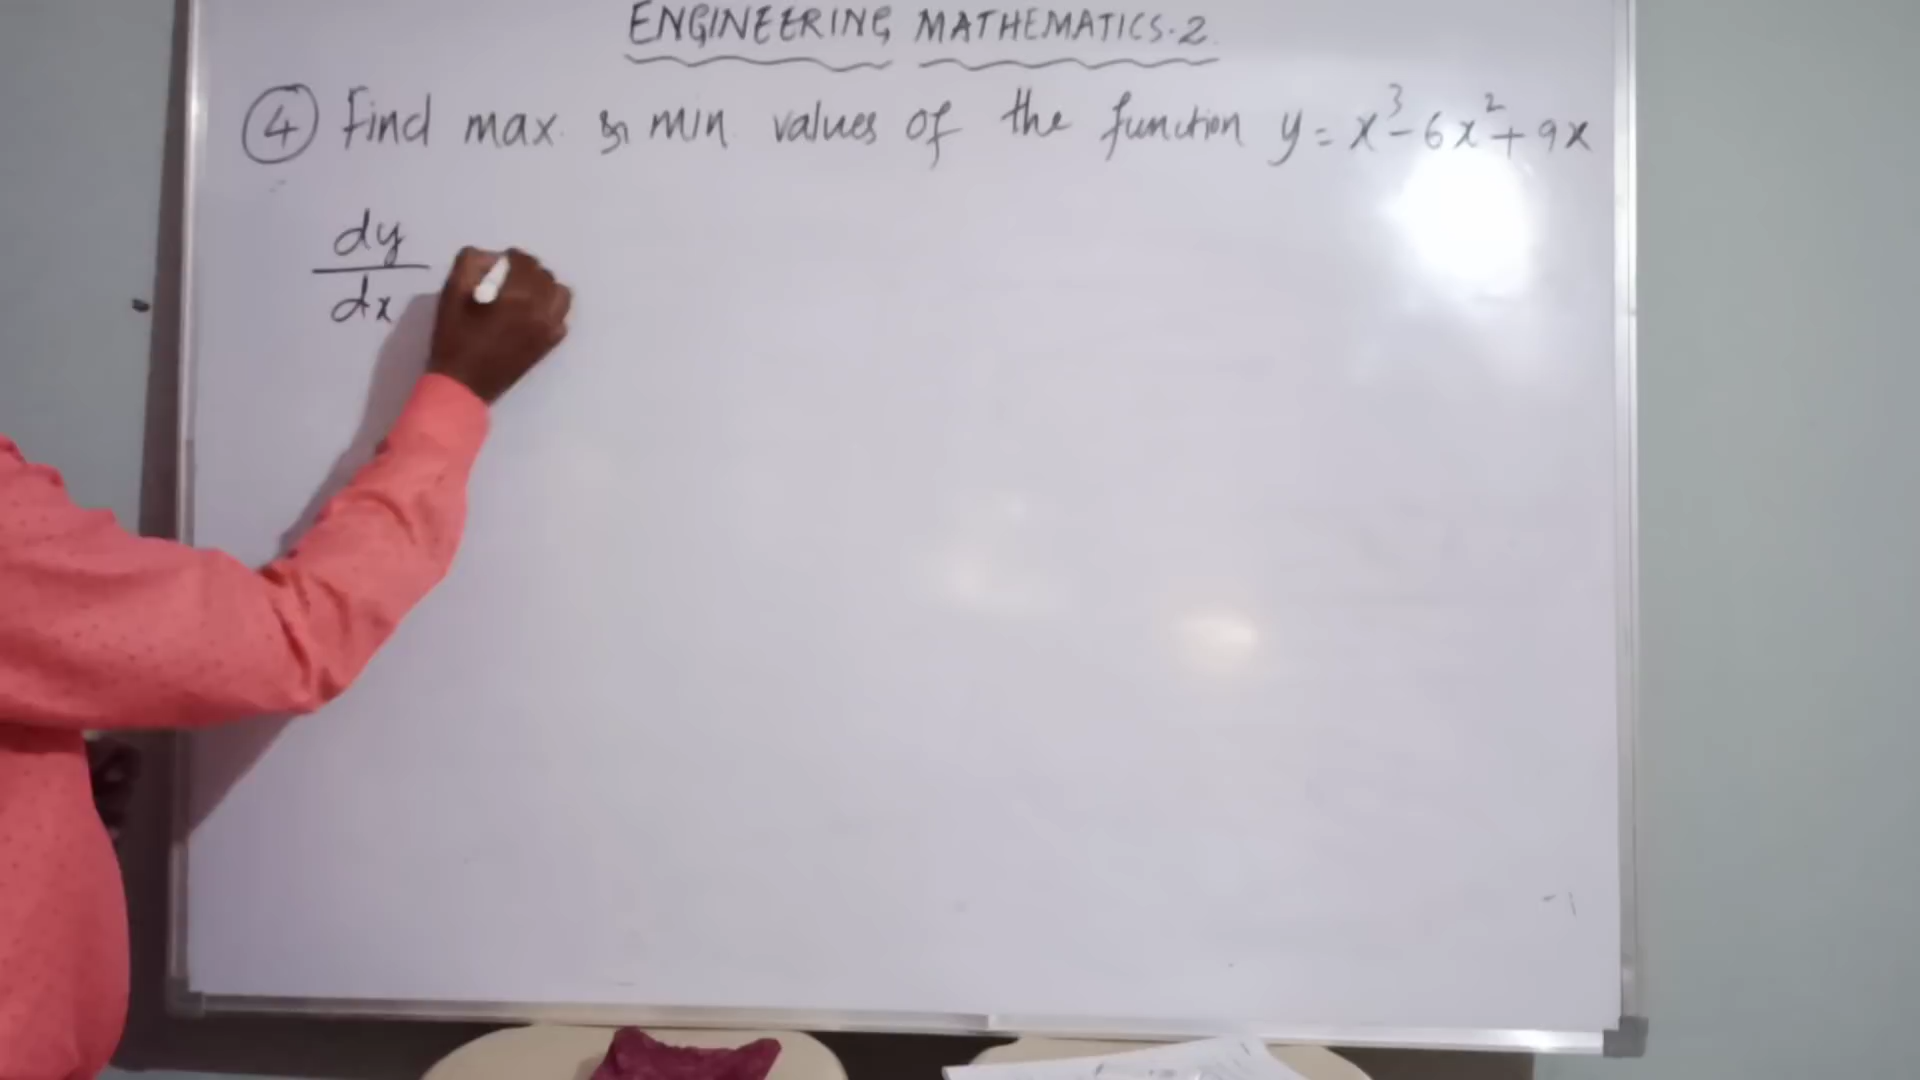 ENGINEERING MATHEMATICS-2
④ Find max & min values of the function y = x³ - 6x² + 9x
dy
dx